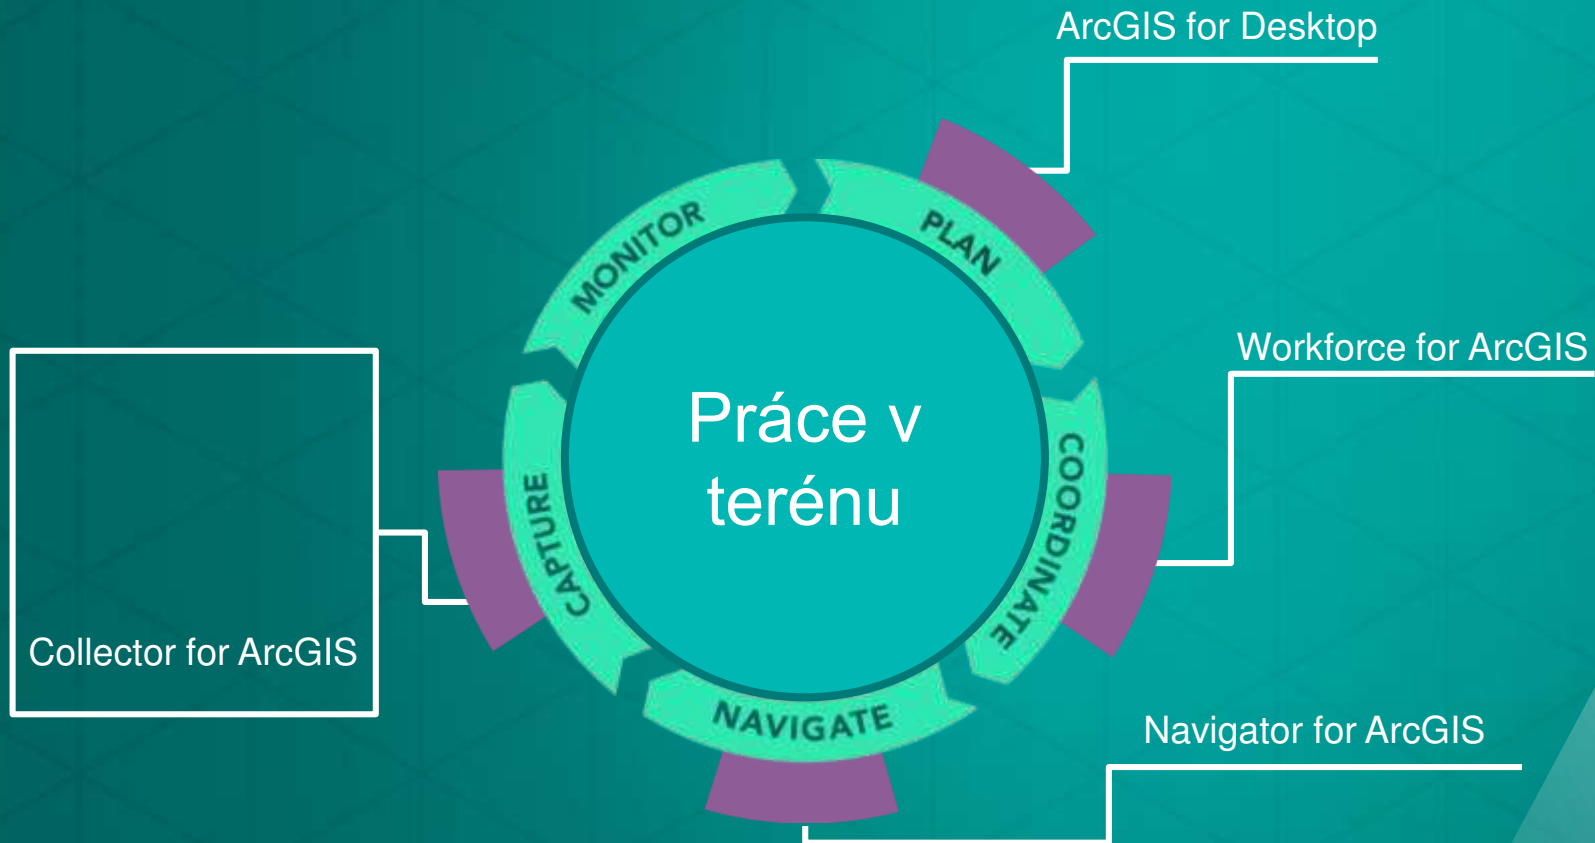 ArcGIS for Desktop
MONITOR
PLAN
Workforce for ArcGIS
Práce v
terénu
COORDINATE
CAPTURE
Collector for ArcGIS
NAVIGATE
Navigator for ArcGIS